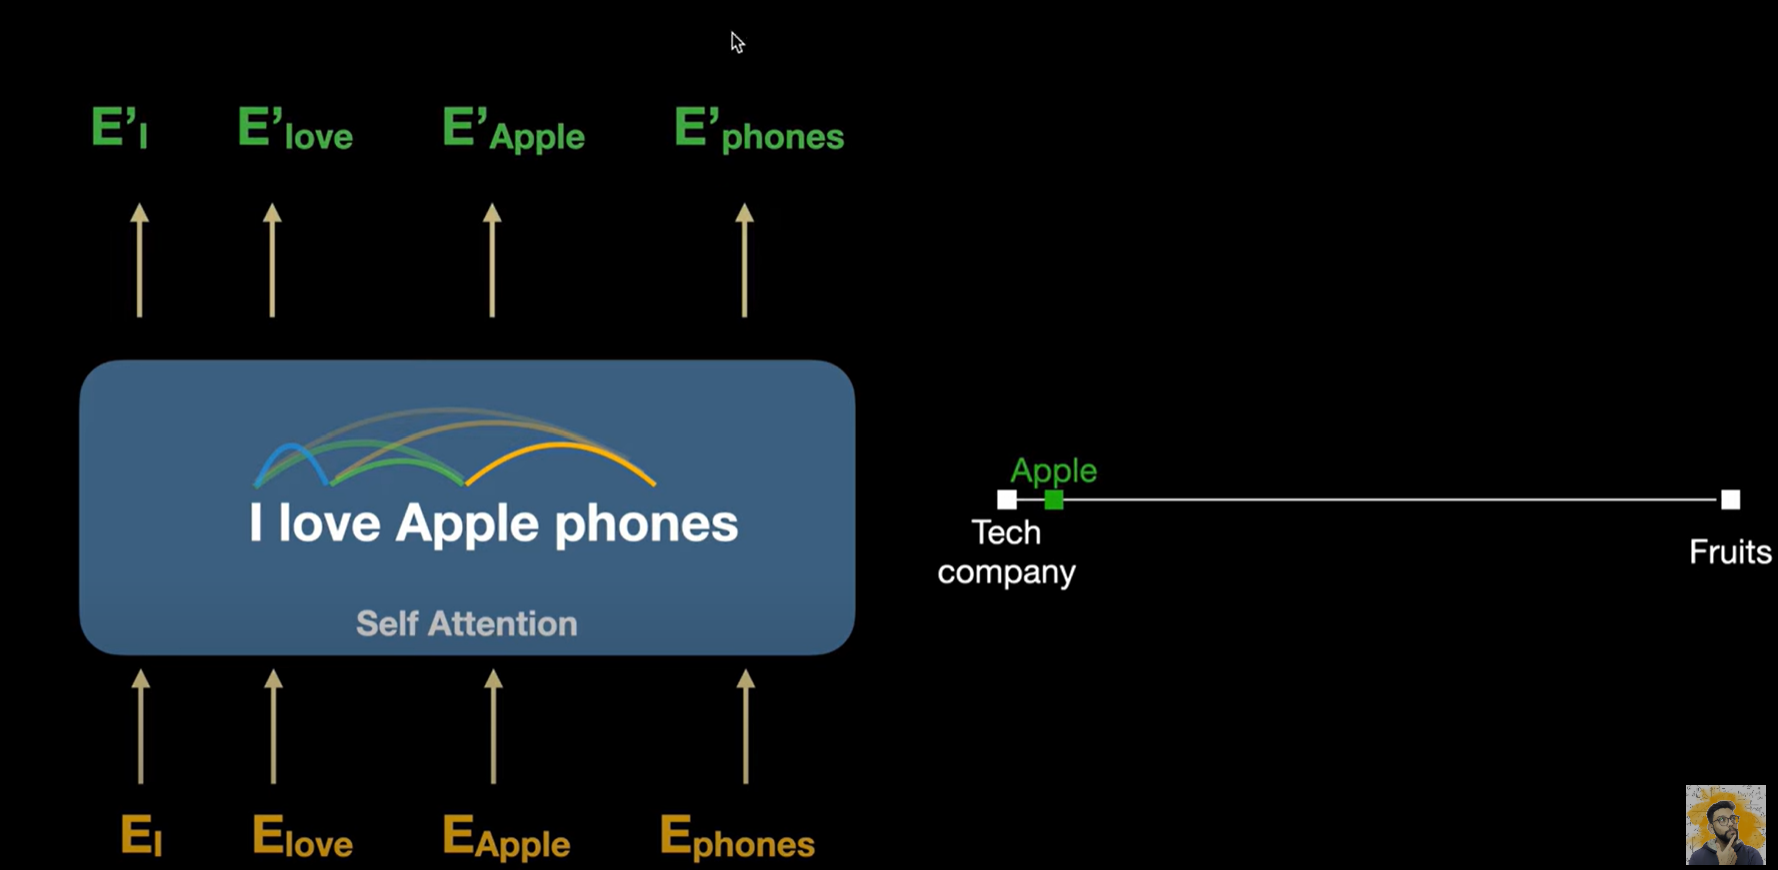 E’I E’love E’Apple E’phones
I love Apple phones
Self Attention
EI Elove EApple Ephones
Apple
Tech
company
Fruits